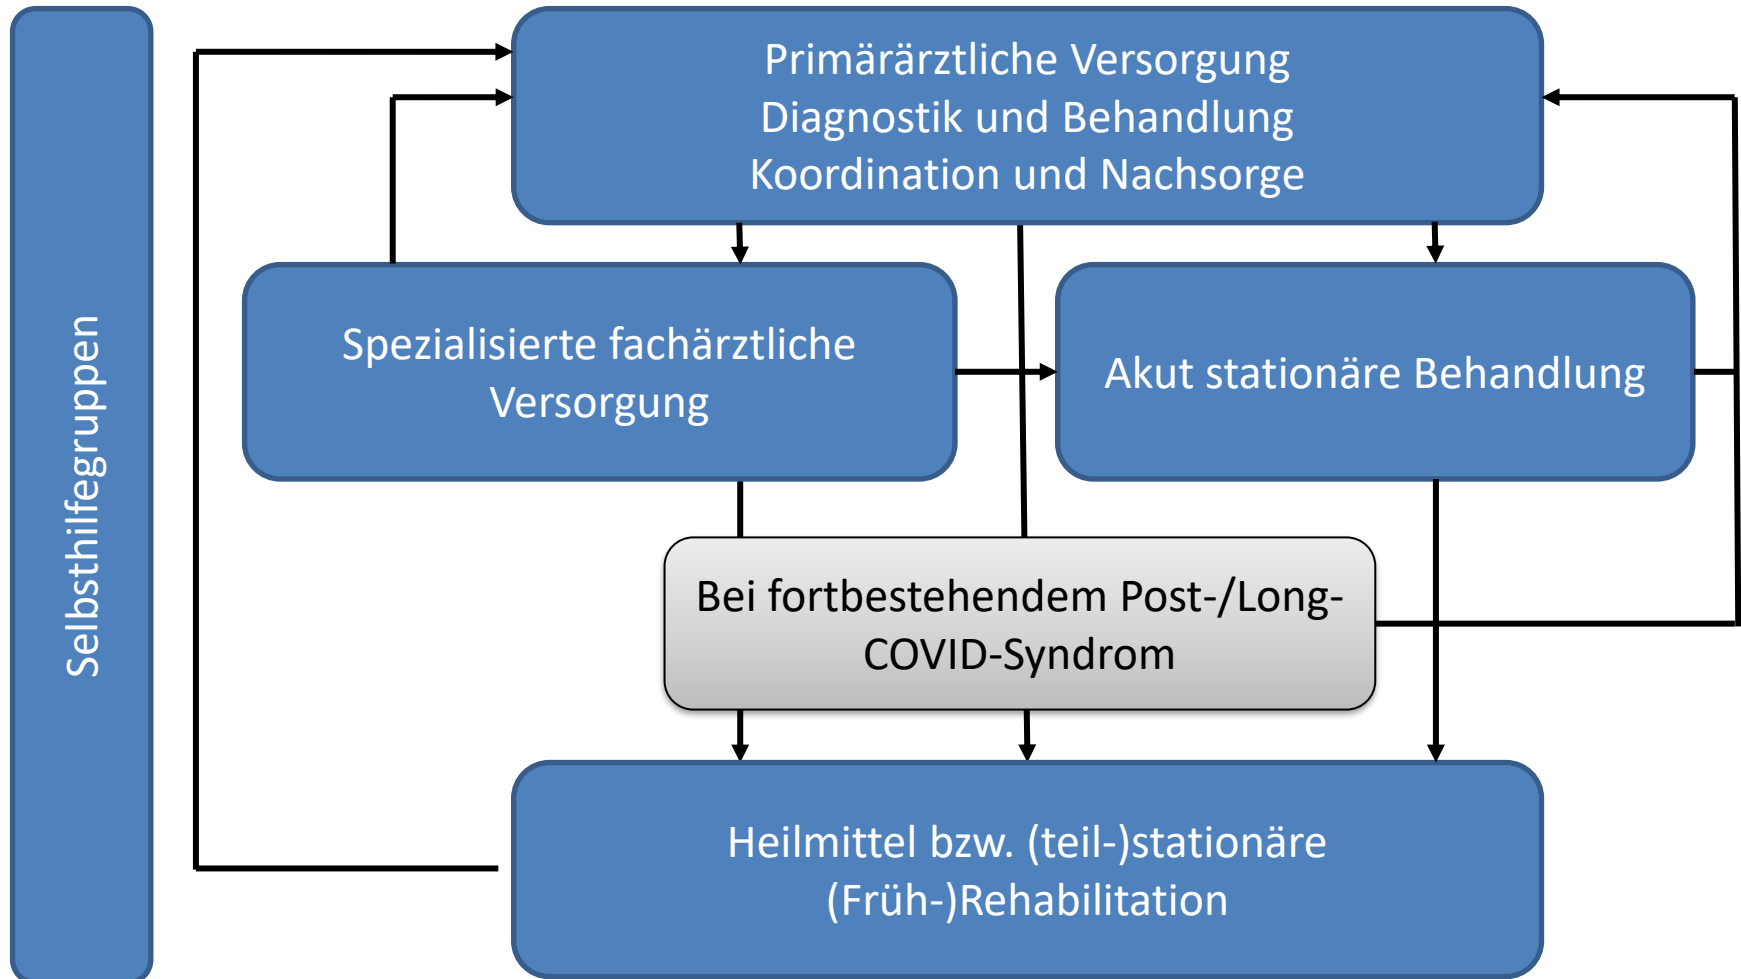 Selbsthilfegruppen
Primärärztliche Versorgung
Diagnostik und Behandlung
Koordination und Nachsorge
Spezialisierte fachärztliche
Versorgung
Akut stationäre Behandlung
Bei fortbestehendem Post-/Long-
COVID-Syndrom
Heilmittel bzw. (teil-)stationäre
(Früh-)Rehabilitation